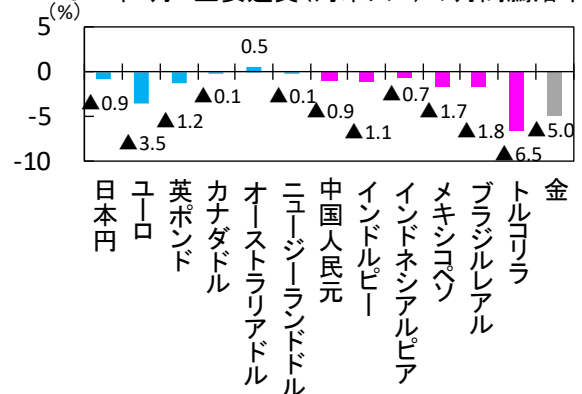 (%)
5
0
-5
-10
0.5
▲0.9
▲3.5
▲1.2
▲0.1
▲0.1
▲0.9
▲1.1
▲0.7
▲1.7
▲1.8
▲6.5
▲5.0
日本円
ユーロ
英ポンド
カナダドル
オーストラリアドル
ニュージーランドドル
中国人民元
インドルピー
インドネシアルピア
メキシコペソ
ブラジルレアル
トルコリラ
金